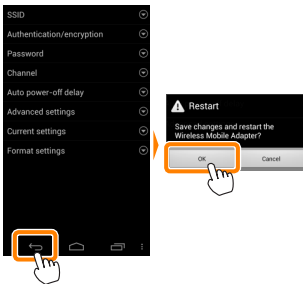 SSID
Authentication/encryption
Password
Channel
Auto power-off delay
Advanced settings
Current settings
Format settings
Restart
Save changes and restart the
Wireless Mobile Adapter?
OK
Cancel